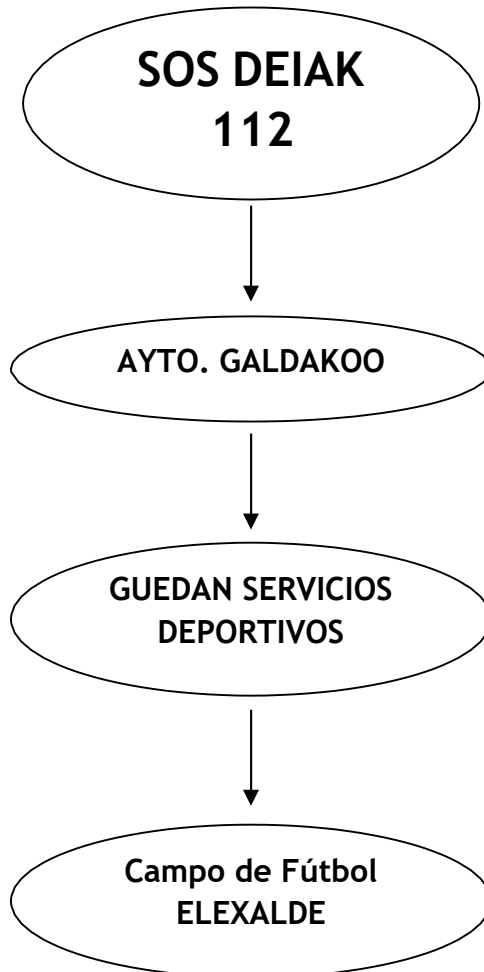 SOS DEIAK
112
AYTO. GALDAKOO
GUEDAN SERVICIOS
DEPORTIVOS
Campo de Fútbol
ELEXALDE